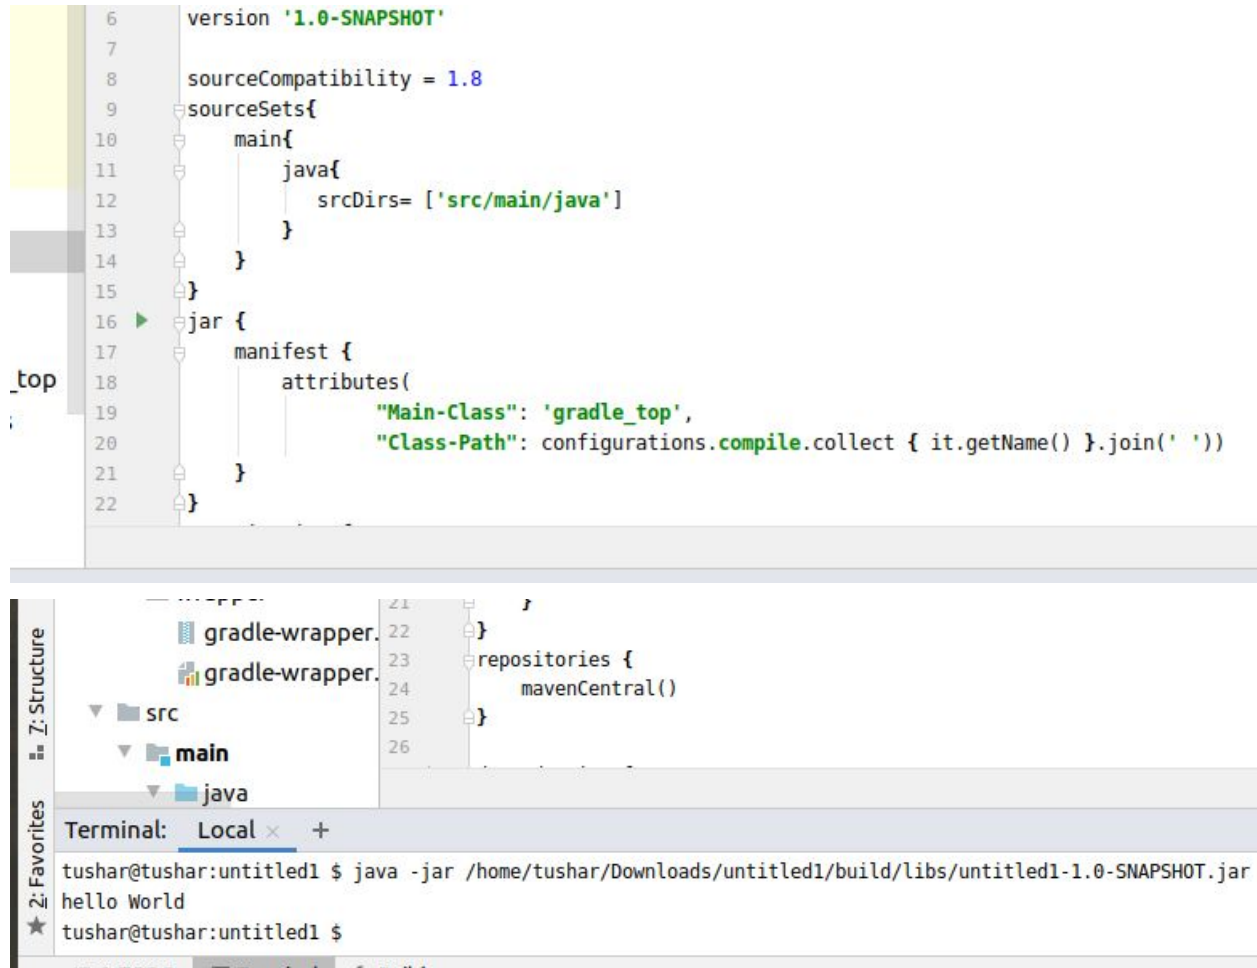 6 version '1.0-SNAPSHOT'
7
8 sourceCompatibility = 1.8
9 sourceSets{
10 main{
11 java{
12 srcDirs= ['src/main/java']
13 }
14 }
15 }
16 jar {
17 manifest {
_top
18 attributes(
19 "Main-Class": 'gradle_top',
20 "Class-Path": configurations.compile.collect { it.getName() }.join(' '))
21 }
22 }
21 }
gradle-wrapper. 22 }
7: Structure
23 repositories {
gradle-wrapper. 24 mavenCentral()
src
25 }
main
26
java
2: Favorites
Terminal: Local × +
tushar@tushar:untitled1 $ java -jar /home/tushar/Downloads/untitled1/build/libs/untitled1-1.0-SNAPSHOT.jar
hello World
tushar@tushar:untitled1 $